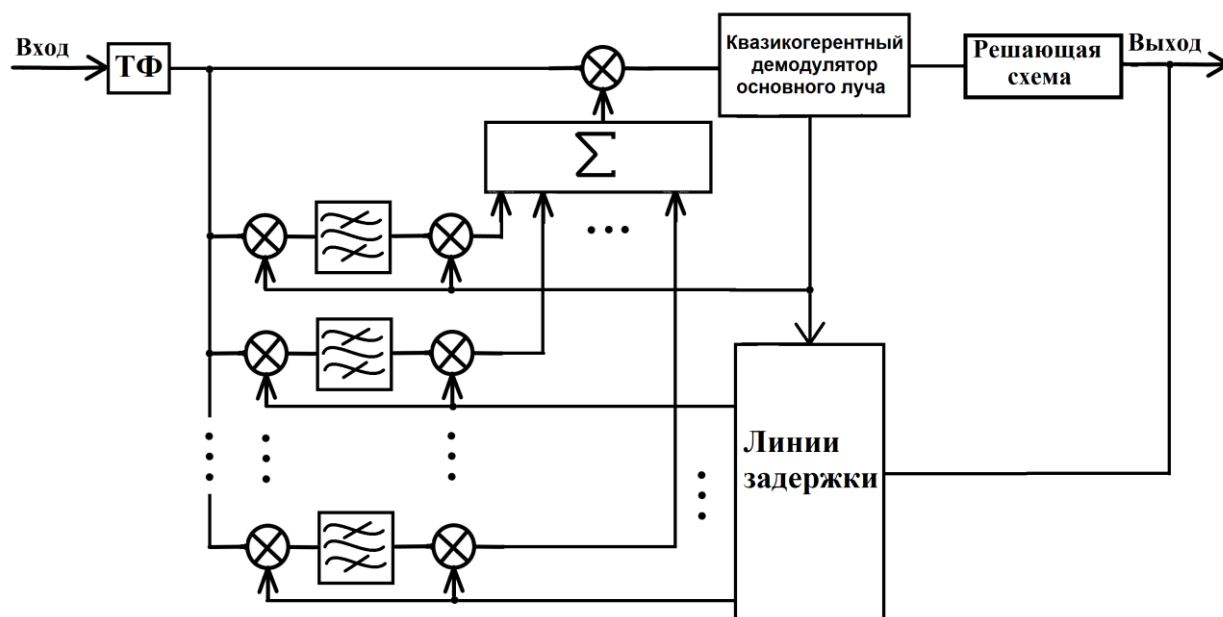 Вход
ТФ
Квазикогерентный
демодулятор
основного луча
Решающая
схема
Выход
Σ
Линии
задержки